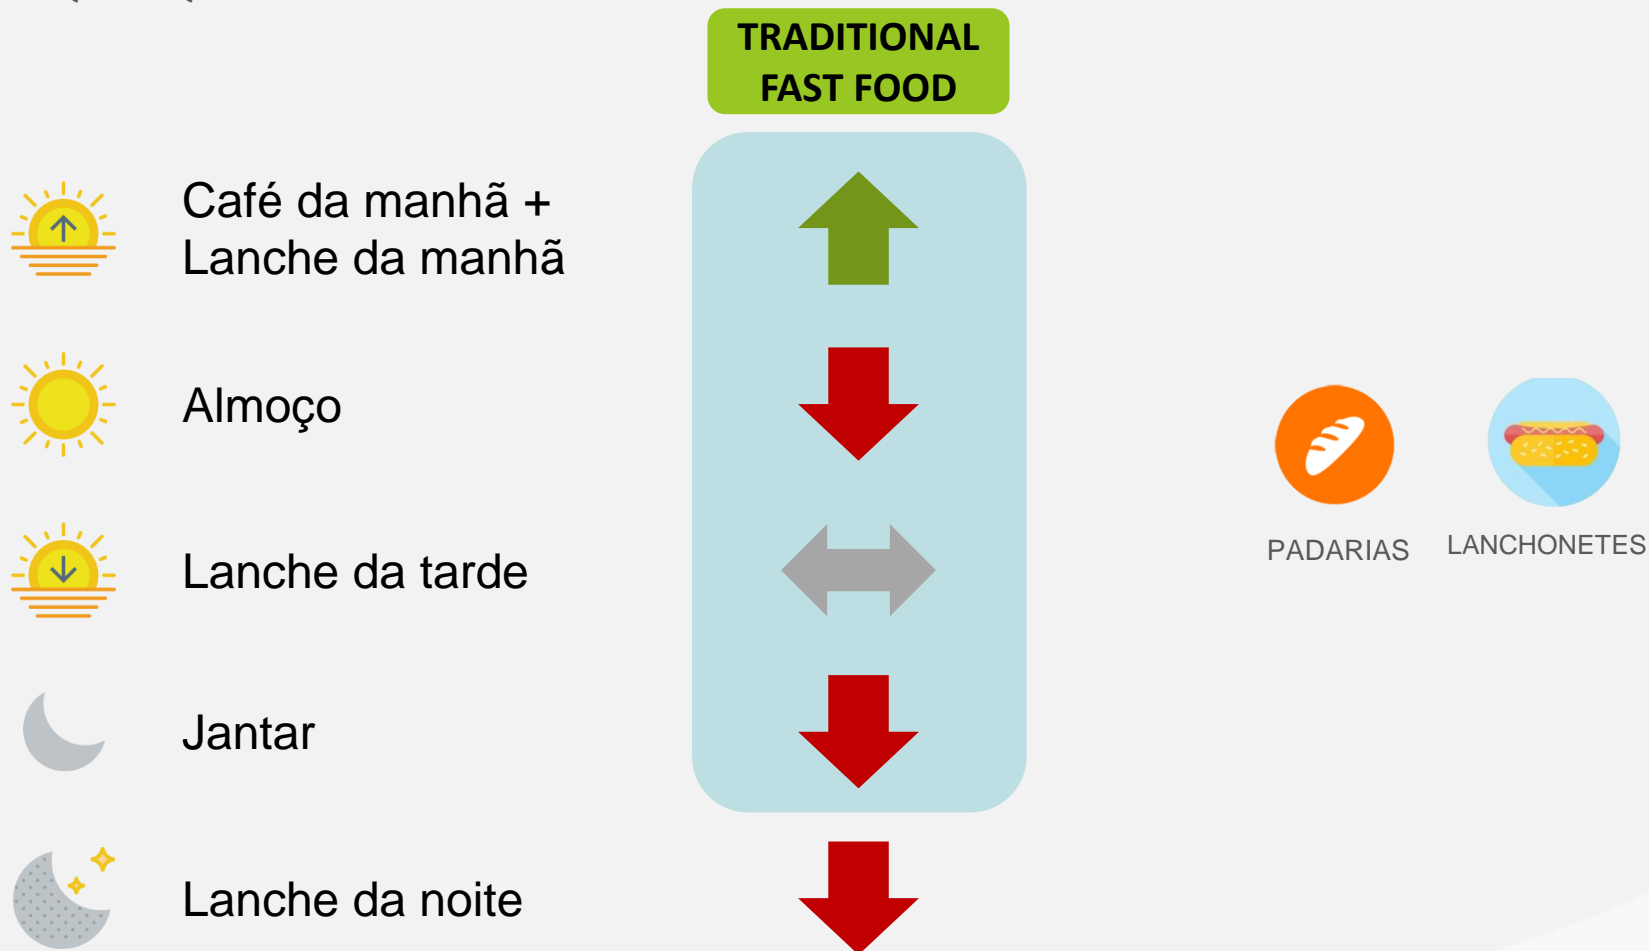 TRADITIONAL
FAST FOOD
Café da manhã +
Lanche da manhã
Almoço
PADARIAS
LANCHONETES
Lanche da tarde
Jantar
Lanche da noite